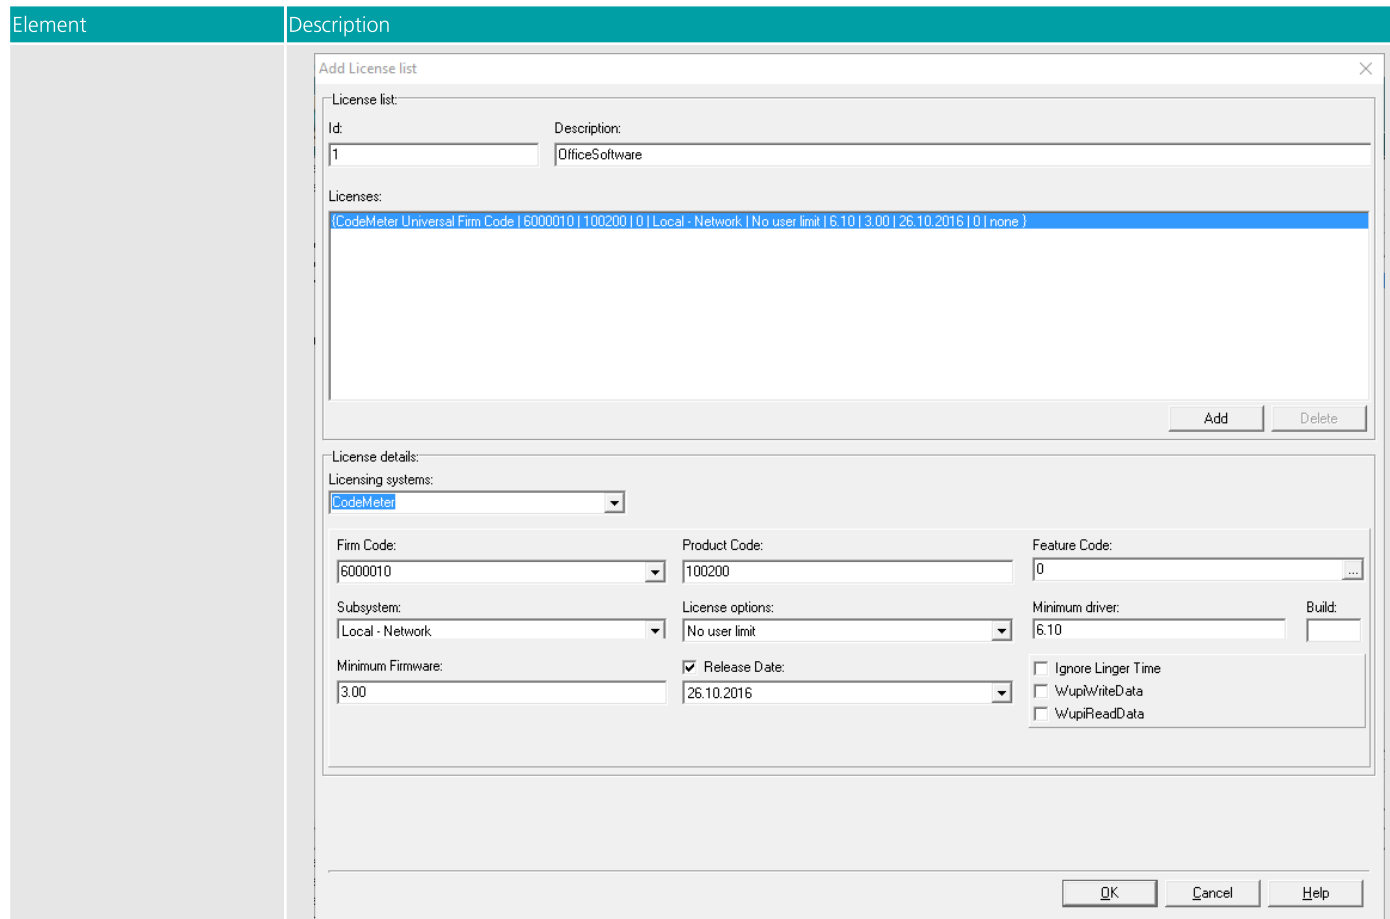 Element Description
Add License list
License list:
Id: Description:
1 OfficeSoftware
Licenses:
{CodeMeter Universal Firm Code | 6000010 | 100200 | 0 | Local - Network | No user limit | 6.10 | 3.00 | 26.10.2016 | 0 | none }
Add Delete
License details:
Licensing systems:
CodeMeter
Firm Code: Product Code: Feature Code:
6000010 100200 0 ...
Subsystem: License options: Minimum driver: Build:
Local - Network No user limit 6.10
Minimum Firmware: Release Date: Ignore Linger Time
3.00 26.10.2016 WupiWriteData
WupiReadData
OK Cancel Help